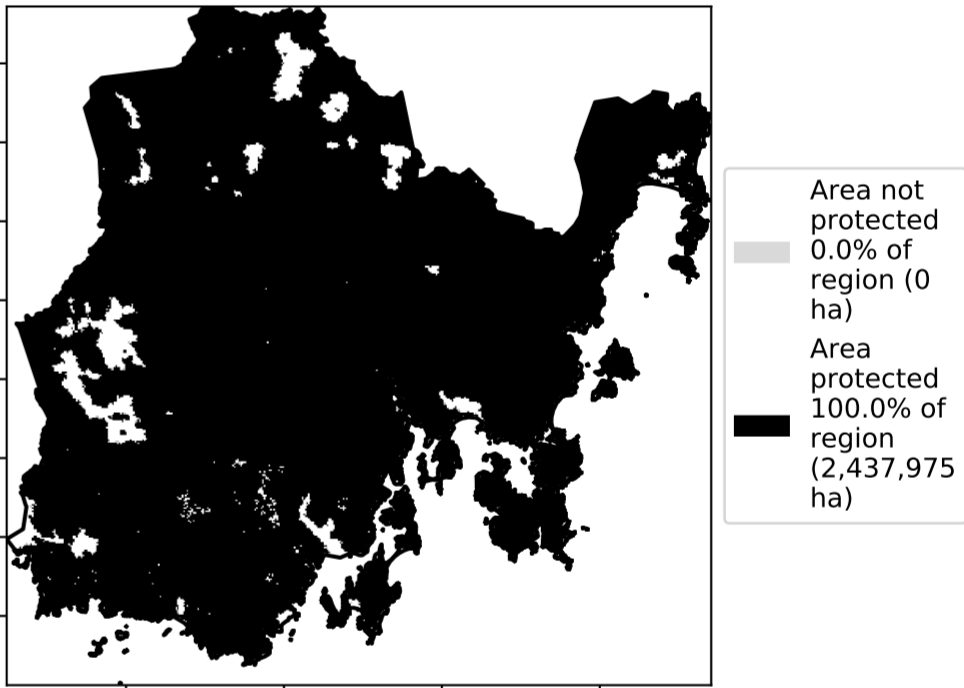 Area not
protected
0.0% of
region (0
ha)
Area
protected
100.0% of
region
(2,437,975
ha)